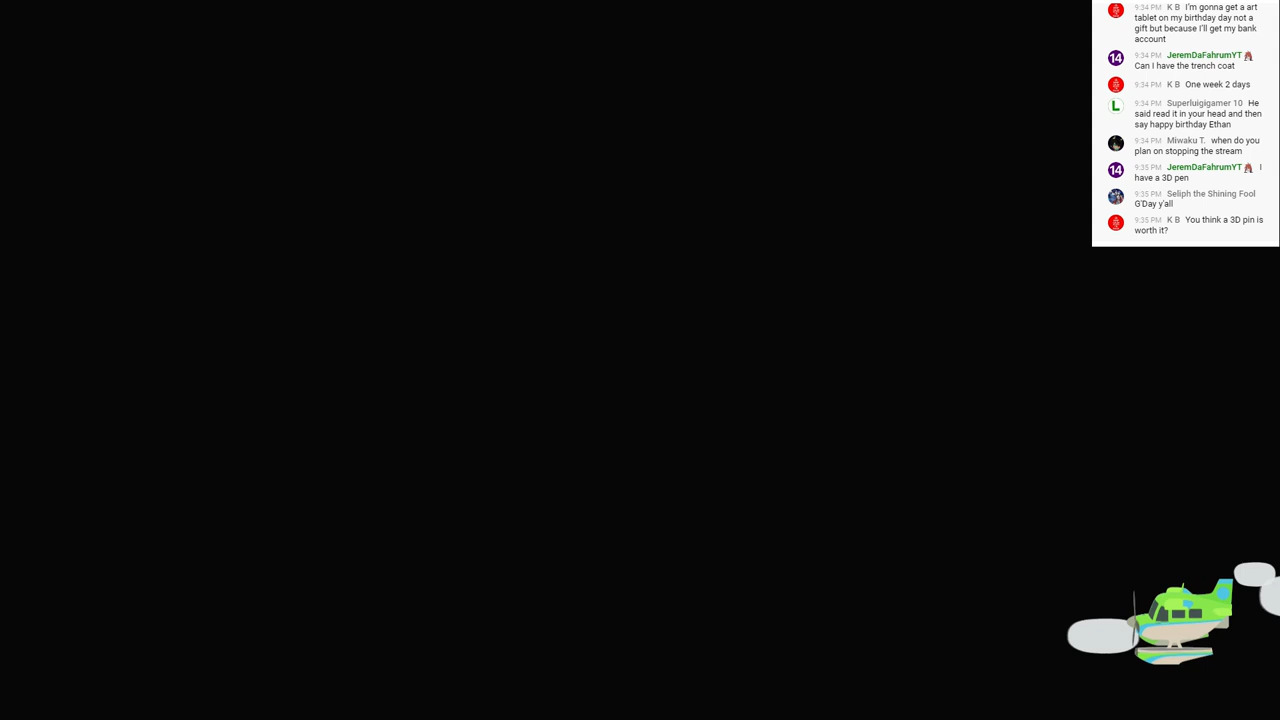 9:34 PM K B I'm gonna get a art
tablet on my birthday day not a
gift but because I'll get my bank
account
14 9:34 PM JeremDaFahrumYT
Can I have the trench coat
9:34 PM K B One week 2 days
L 9:34 PM Superluigigamer 10 He
said read it in your head and then
say happy birthday Ethan
9:34 PM Miwaku T. when do you
plan on stopping the stream
14 9:35 PM JeremDaFahrumYT I
have a 3D pen
9:35 PM Seliph the Shining Fool
G'Day y'all
9:35 PM K B You think a 3D pin is
worth it?